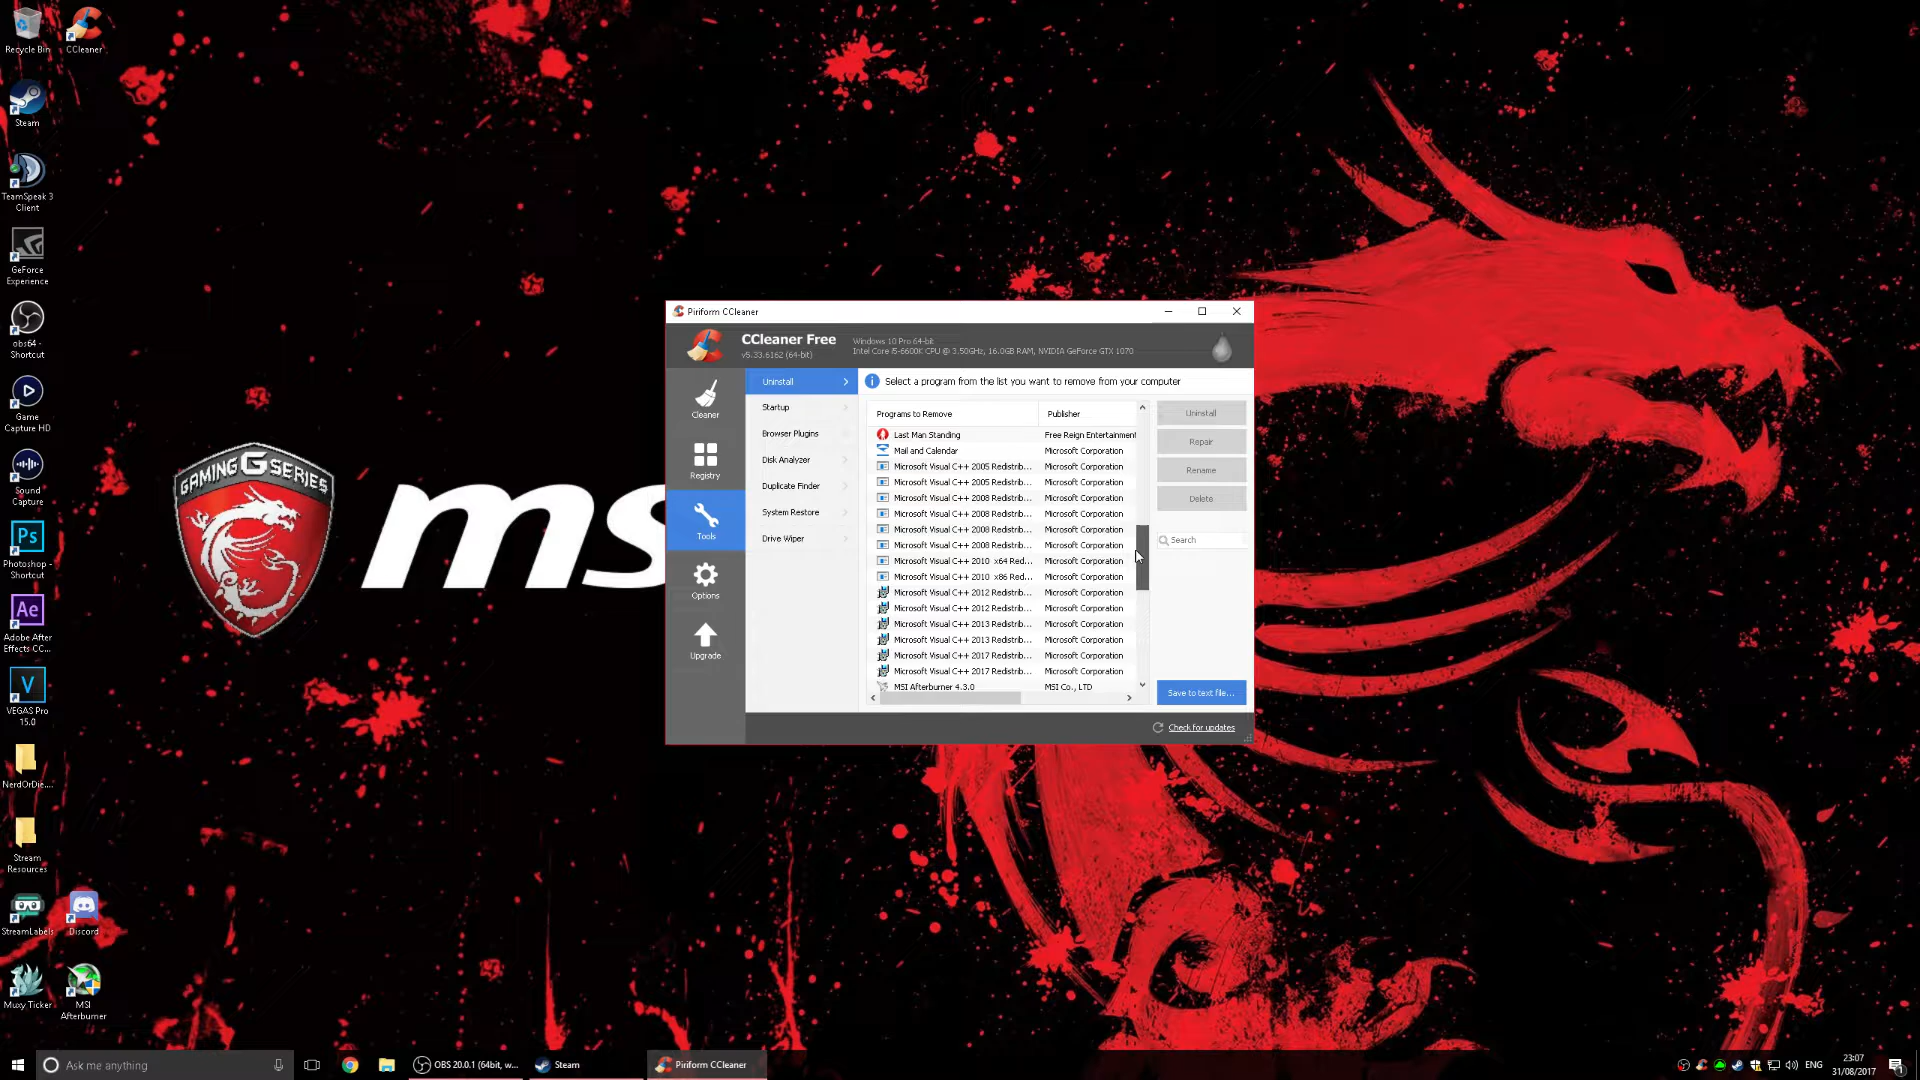 Recycle Bin
CCleaner
Steam
TeamSpeak 3
Client
GeForce
Experience
obs64 -
Shortcut
Game
Capture HD
Sound
Capture
Ps
Photoshop -
Shortcut
Ae
Adobe After
Effects CC...
V
VEGAS Pro
15.0
NerdOrDie....
Stream
Resources
StreamLabels
Discord
Muxy Ticker
MSI
Afterburner
GAMING G SERIES
ms
Piriform CCleaner
CCleaner Free
v5.33.6162 (64-bit)
Windows 10 Pro 64-bit
Intel Core i5-6600K CPU @ 3.50GHz, 16.0GB RAM, NVIDIA GeForce GTX 1070
Cleaner
Registry
Tools
Options
Upgrade
Uninstall
Startup
Browser Plugins
Disk Analyzer
Duplicate Finder
System Restore
Drive Wiper
Select a program from the list you want to remove from your computer
Programs to Remove Publisher
Last Man Standing Free Reign Entertainment
Mail and Calendar Microsoft Corporation
Microsoft Visual C++ 2005 Redistrib... Microsoft Corporation
Microsoft Visual C++ 2005 Redistrib... Microsoft Corporation
Microsoft Visual C++ 2008 Redistrib... Microsoft Corporation
Microsoft Visual C++ 2008 Redistrib... Microsoft Corporation
Microsoft Visual C++ 2008 Redistrib... Microsoft Corporation
Microsoft Visual C++ 2008 Redistrib... Microsoft Corporation
Microsoft Visual C++ 2010 x64 Red... Microsoft Corporation
Microsoft Visual C++ 2010 x86 Red... Microsoft Corporation
Microsoft Visual C++ 2012 Redistrib... Microsoft Corporation
Microsoft Visual C++ 2012 Redistrib... Microsoft Corporation
Microsoft Visual C++ 2013 Redistrib... Microsoft Corporation
Microsoft Visual C++ 2013 Redistrib... Microsoft Corporation
Microsoft Visual C++ 2017 Redistrib... Microsoft Corporation
Microsoft Visual C++ 2017 Redistrib... Microsoft Corporation
MSI Afterburner 4.3.0 MSI Co., LTD
Uninstall
Repair
Rename
Delete
Search
Save to text file...
Check for updates
Ask me anything
OBS 20.0.1 (64bit, w...
Steam
Piriform CCleaner
ENG
23:07
31/08/2017